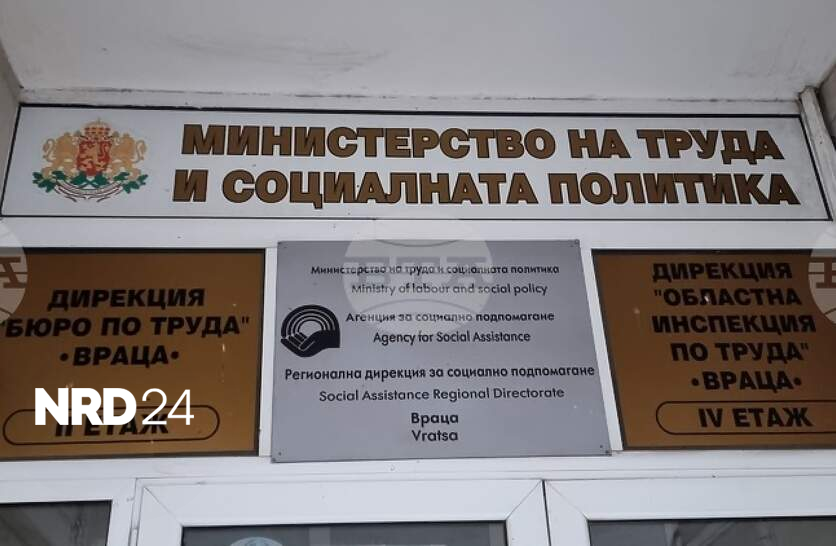 МИНИСТЕРСТВО НА ТРУДА
И СОЦИАЛНАТА ПОЛИТИКА
ДИРЕКЦИЯ
"БЮРО ПО ТРУДА"
•ВРАЦА•
II ЕТАЖ
NRD24
Министерство на труда и социалната политика
Ministry of labour and social policy
Агенция за социално подпомагане
Agency for Social Assistance
Регионална дирекция за социално подпомагане
Social Assistance Regional Directorate
Враца
Vratsa
ДИРЕКЦИЯ
"ОБЛАСТНА
ИНСПЕКЦИЯ
ПО ТРУДА"
•ВРАЦА•
IV ЕТАЖ
BTA